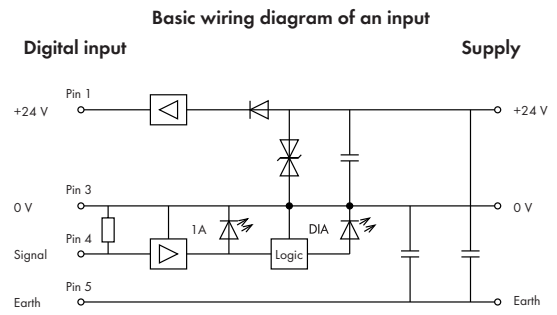 Basic wiring diagram of an input
Digital input
Supply
Pin 1
+24 V
+24 V
Pin 3
0 V
0 V
1A
DIA
Pin 4
Signal
Logic
Pin 5
Earth
Earth